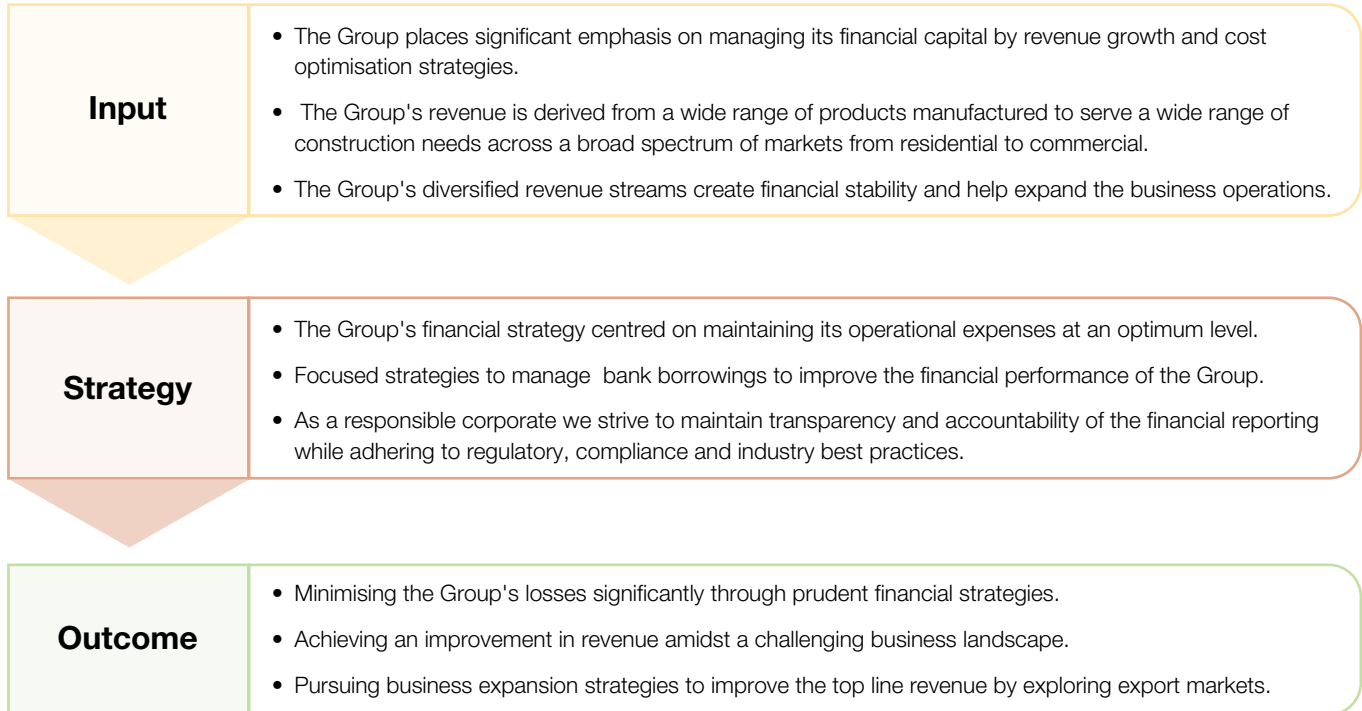 Input
• The Group places significant emphasis on managing its financial capital by revenue growth and cost
optimisation strategies.
• The Group's revenue is derived from a wide range of products manufactured to serve a wide range of
construction needs across a broad spectrum of markets from residential to commercial.
• The Group's diversified revenue streams create financial stability and help expand the business operations.
Strategy
• The Group's financial strategy centred on maintaining its operational expenses at an optimum level.
• Focused strategies to manage bank borrowings to improve the financial performance of the Group.
• As a responsible corporate we strive to maintain transparency and accountability of the financial reporting
while adhering to regulatory, compliance and industry best practices.
Outcome
• Minimising the Group's losses significantly through prudent financial strategies.
• Achieving an improvement in revenue amidst a challenging business landscape.
• Pursuing business expansion strategies to improve the top line revenue by exploring export markets.